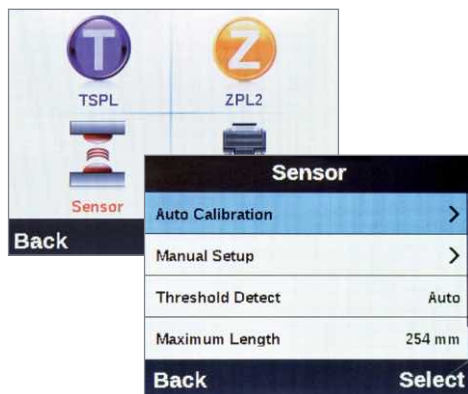 T Z
TSPL ZPL2
Sensor
Back
Sensor
Auto Calibration >
Manual Setup >
Threshold Detect Auto
Maximum Length 254 mm
Back Select